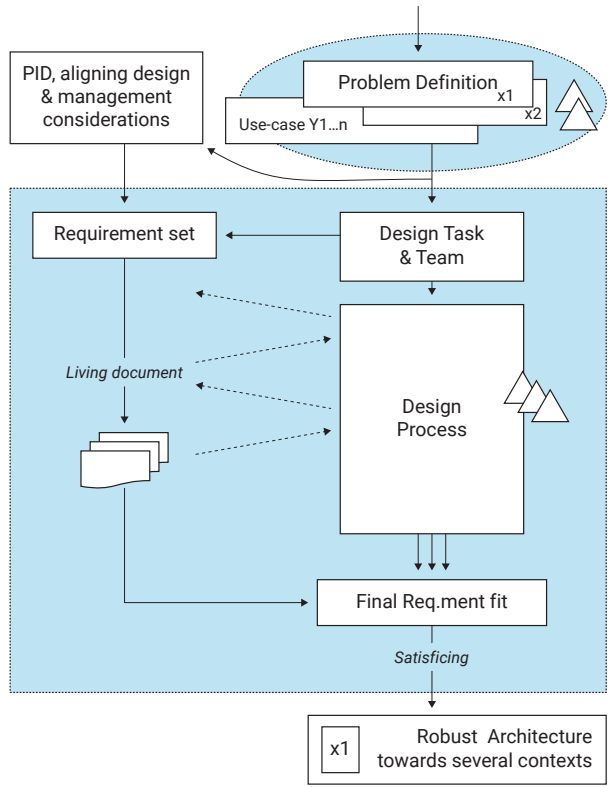 PID, aligning design
& management
considerations
Problem Definition
x1
x2
Use-case Y1...n
Requirement set
Design Task
& Team
Living document
Design
Process
Final Req.ment fit
Satisficing
x1
Robust Architecture
towards several contexts